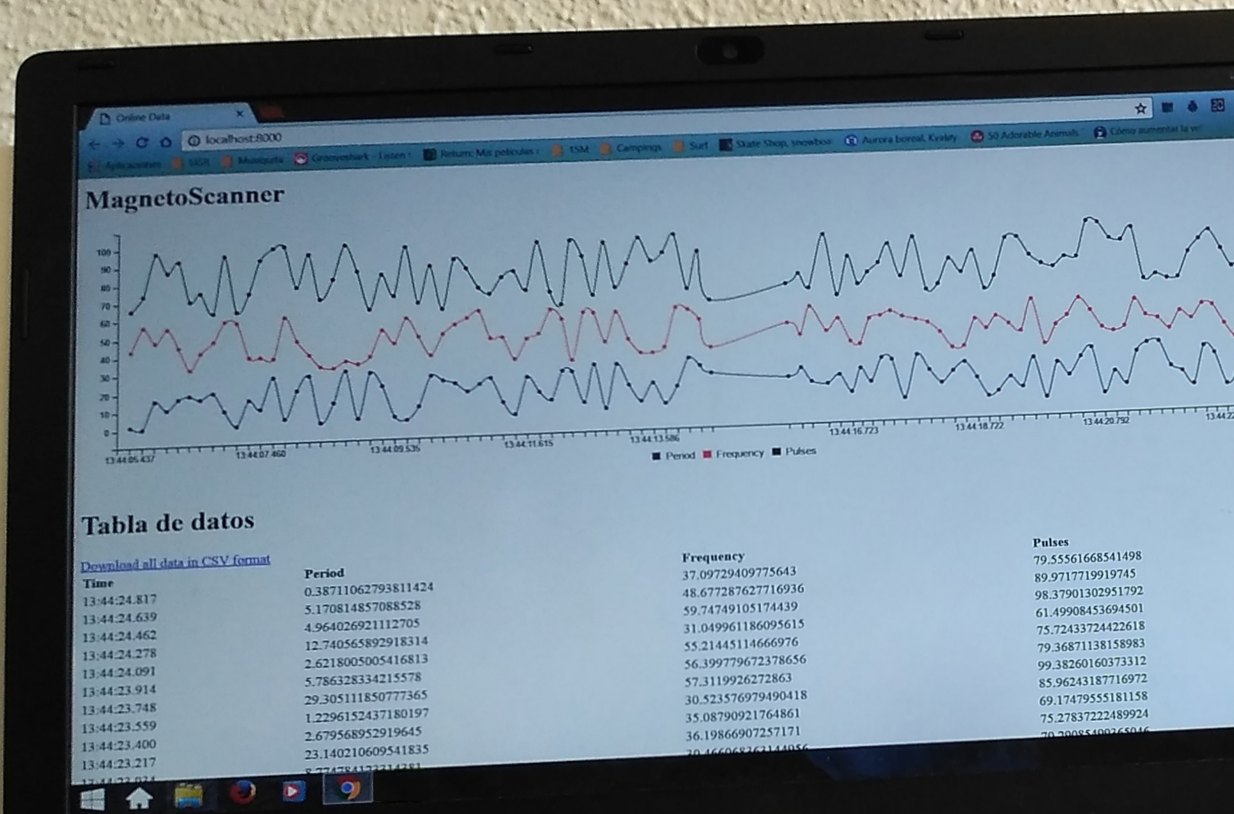 Online Data
localhost:8000
Aplicaciones UGR Musiquita Grooveshark - Listen t Return: Mis películas r TSM Campings Surf Skate Shop, snowboa Aurora boreal, Kvaløy 50 Adorable Animals Cómo aumentar la ve
MagnetoScanner
100
90
80
70
60
50
40
30
20
10
0
13:44:07.460 13:44:09.535 13:44:11.615 13:44:13.586 13:44:16.723 13:44:18.722 13:44:20.792 13:44:22
Period Frequency Pulses
Tabla de datos
Download all data in CSV format
Time Period Frequency Pulses
13:44:24.817 0.38711062793811424 37.09729409775643 79.55561668541498
13:44:24.639 5.170814857088528 48.677287627716936 89.9717719919745
13:44:24.462 4.964026921112705 59.74749105174439 98.37901302951792
13:44:24.278 12.740565892918314 31.049961186095615 61.49908453694501
13:44:24.091 2.6218005005416813 55.21445114666976 75.72433724422618
13:44:23.914 5.786328334215578 56.399779672378656 79.36871138158983
13:44:23.748 29.305111850777365 57.3119926272863 99.38260160373312
13:44:23.559 1.2296152437180197 30.523576979490418 85.96243187716972
13:44:23.400 2.679568952919645 35.08790921764861 69.17479555181158
13:44:23.217 23.140210609541835 36.19866907257171 75.27837222489924